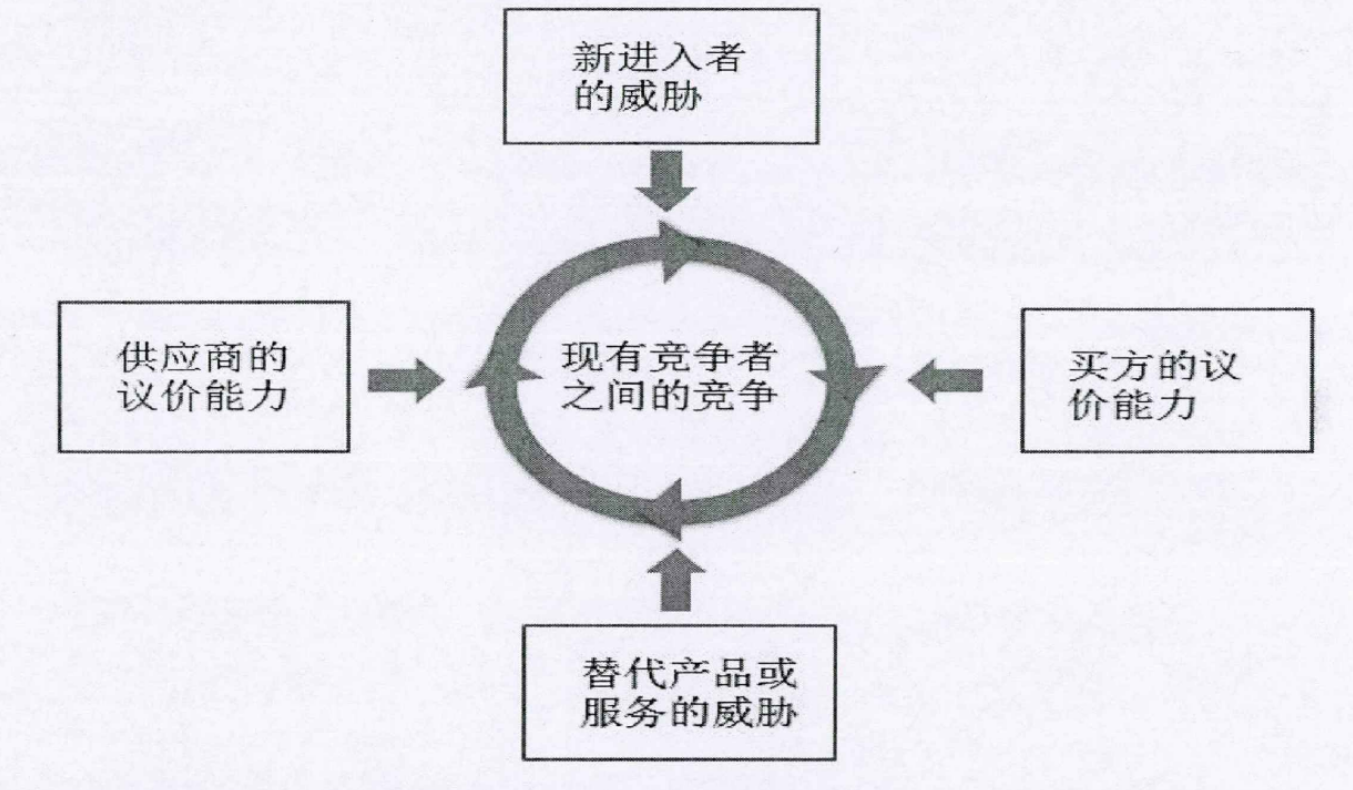 新进入者
的威胁
供应商的
议价能力
现有竞争者
之间的竞争
买方的议
价能力
替代产品或
服务的威胁